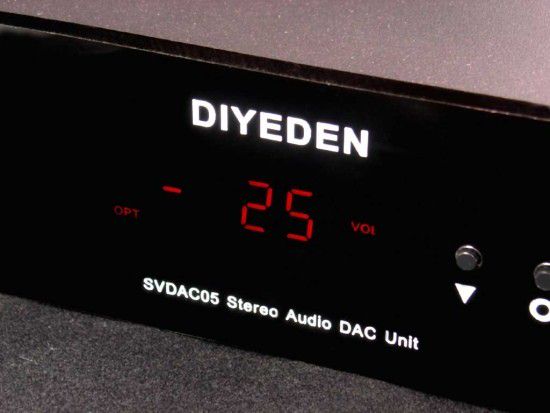 DIYEDEN
- 25
OPT
VOL
SVDAC05 Stereo Audio DAC Unit